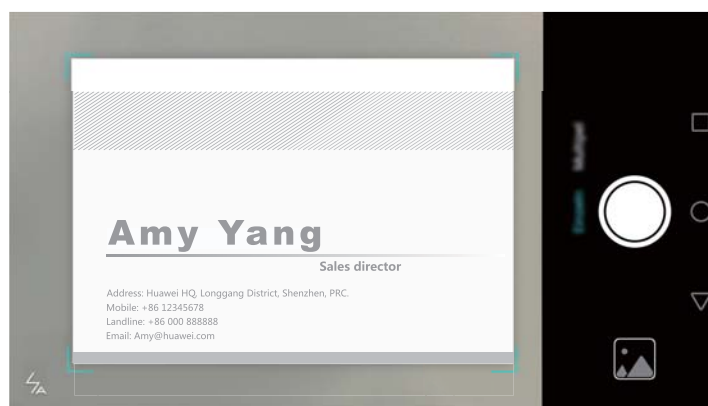 Amy Yang
Sales director
Address: Huawei HQ, Longgang District, Shenzhen, PRC.
Mobile: +86 12345678
Landline: +86 000 888888
Email: Amy@huawei.com